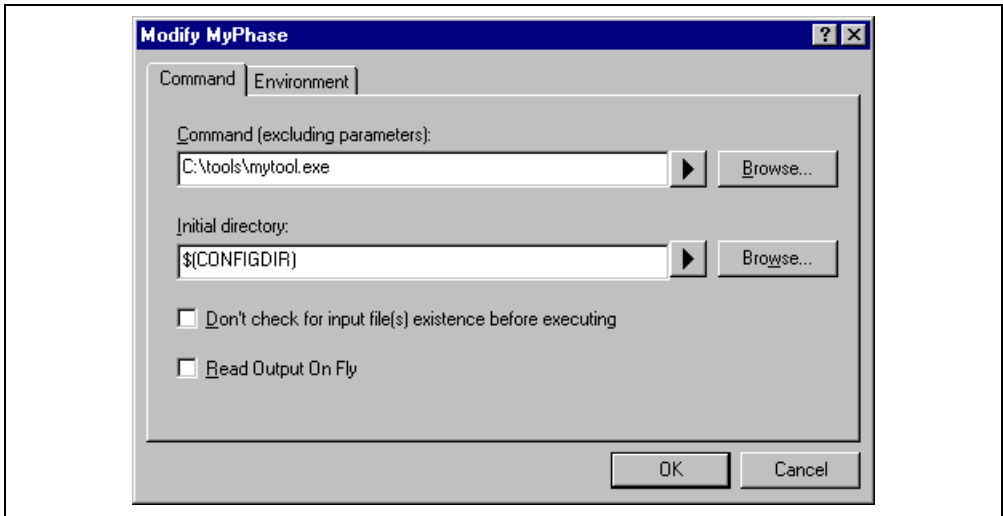 Modify MyPhase
Command Environment
Command (excluding parameters):
C:\tools\mytool.exe Browse...
Initial directory:
$(CONFIGDIR) Browse...
Don't check for input file(s) existence before executing
Read Output On Fly
OK Cancel